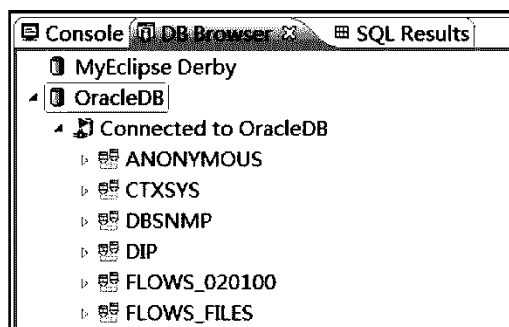 Console DB Browser SQL Results
MyEclipse Derby
OracleDB
Connected to OracleDB
ANONYMOUS
CTXSYS
DBSNMP
DIP
FLOWS_020100
FLOWS_FILES